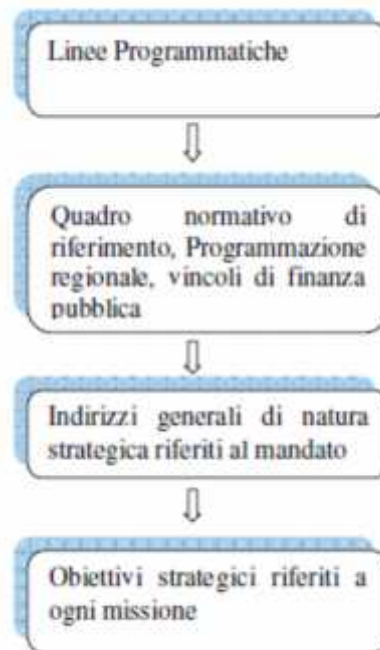 Linee Programmatiche
Quadro normativo di
riferimento, Programmazione
regionale, vincoli di finanza
pubblica
Indirizzi generali di natura
strategica riferiti al mandato
Obiettivi strategici riferiti a
ogni missione